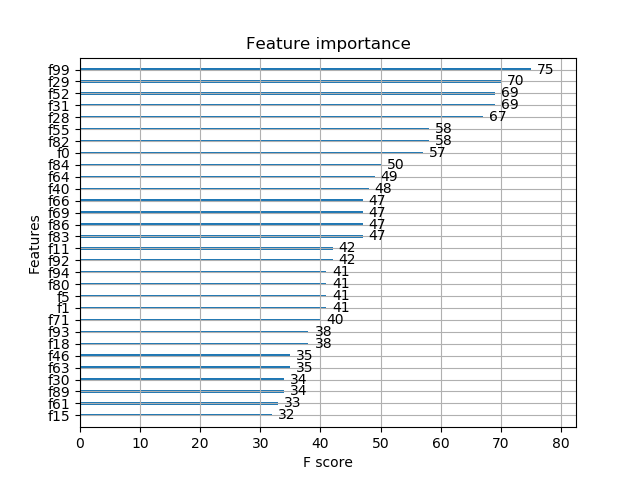 Feature importance
f99 75
f29 70
f52 69
f31 69
f28 67
f55 58
f82 58
f0 57
f84 50
f64 49
f40 48
f66 47
f69 47
f86 47
f83 47
f11 42
f92 42
f94 41
f80 41
f5 41
f1 41
f71 40
f93 38
f18 38
f46 35
f63 35
f30 34
f89 34
f61 33
f15 32
Features
0 10 20 30 40 50 60 70 80
F score